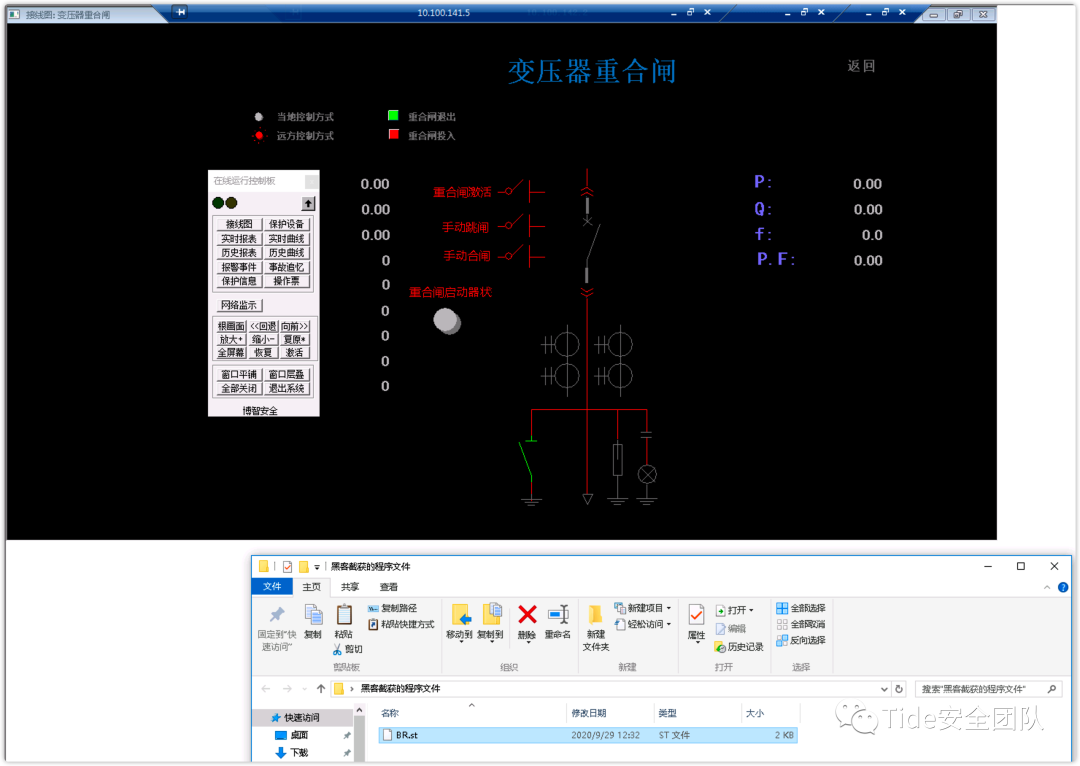 接线图: 变压器重合闸
10.100.141.5
变压器重合闸
返回
当地控制方式
重合闸退出
远方控制方式
重合闸投入
在线运行控制板
接线图 保护设备
实时报表 实时曲线
历史报表 历史曲线
报警事件 事故追忆
保护信息 操作票
网络监示
根画面 <<回退 向前>>
放大+ 缩小- 复原*
全屏幕 恢复 激活
窗口平铺 窗口层叠
全部关闭 退出系统
博智安全
0.00
0.00
0.00
0
0
0
0
0
0
重合闸激活
手动跳闸
手动合闸
重合闸启动器状
P: 0.00
Q: 0.00
f: 0.0
P.F: 0.00
黑客截获的程序文件
文件 主页 共享 查看
固定到"快速访问"
复制
粘贴
复制路径
粘贴快捷方式
剪切
剪贴板
移动到 复制到 删除 重命名
组织
新建文件夹
新建项目
轻松访问
新建
属性
打开
编辑
历史记录
打开
全部选择
全部取消
反向选择
选择
黑客截获的程序文件
搜索"黑客截获的程序文件"
快速访问
桌面
下载
名称 修改日期 类型 大小
BR.st 2020/9/29 12:32 ST 文件 2 KB
Tide安全团队